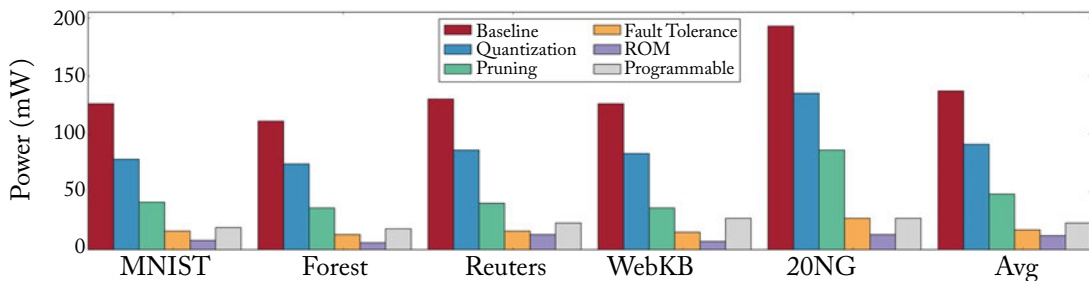 200
150
100
50
0
Power (mW)
Baseline
Quantization
Pruning
Fault Tolerance
ROM
Programmable
MNIST
Forest
Reuters
WebKB
20NG
Avg